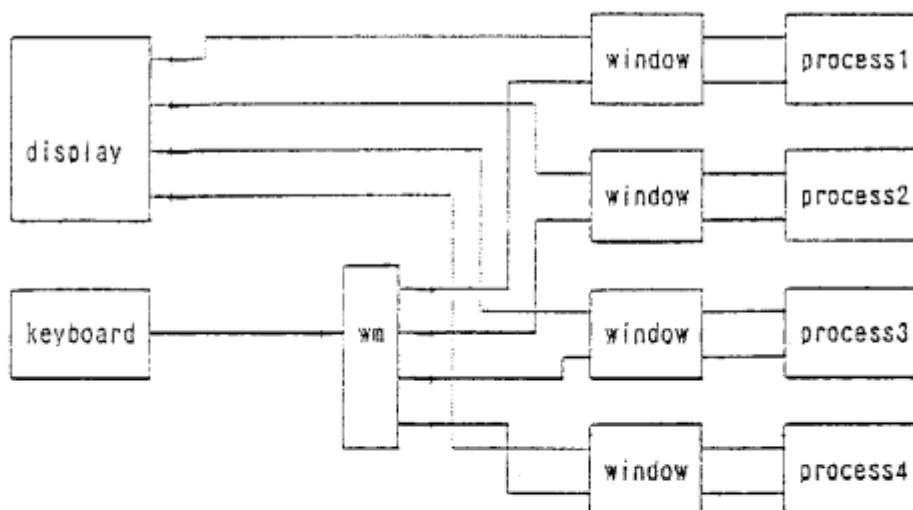 display
keyboard
wm
window
process1
window
process2
window
process3
window
process4